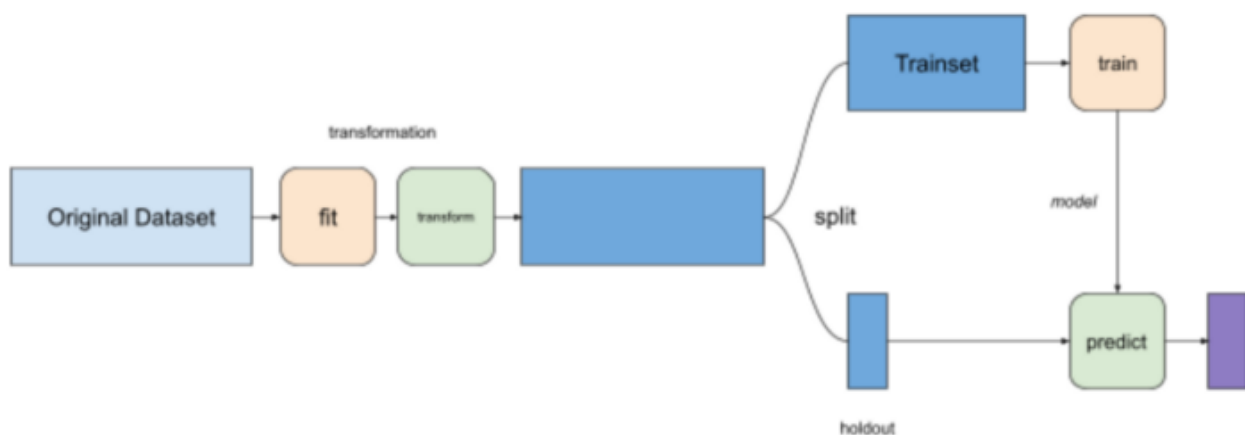 Trainset
train
transformation
Original Dataset
fit
transform
split
model
predict
holdout